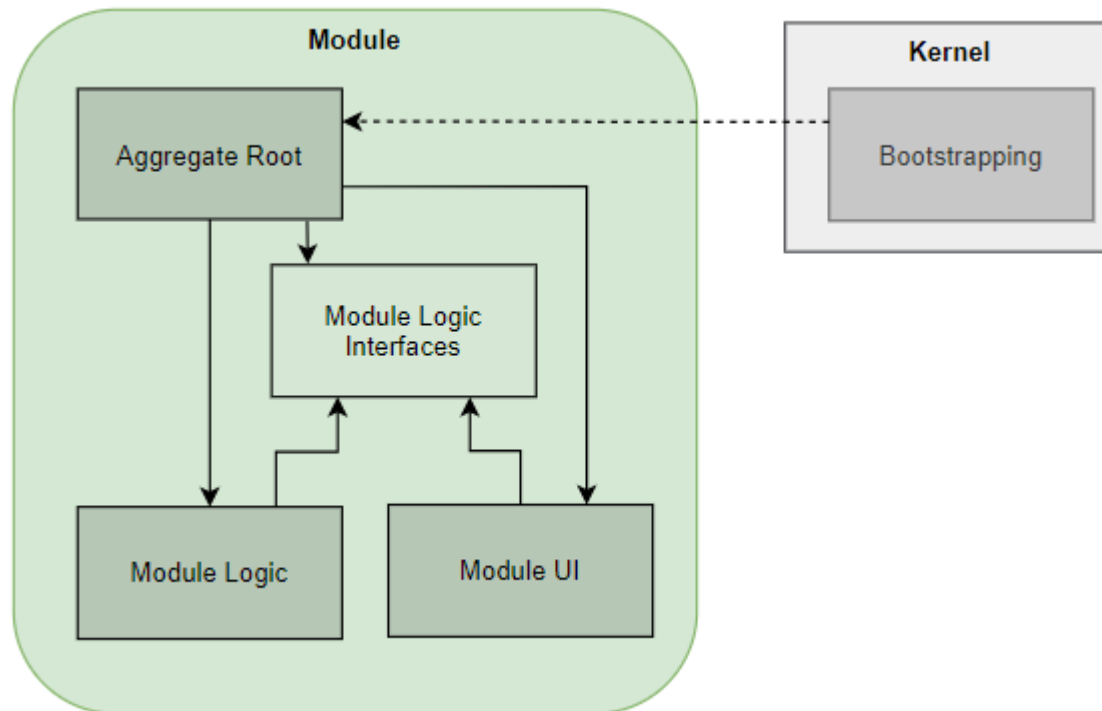 Module
Kernel
Aggregate Root
Bootstrapping
Module Logic
Interfaces
Module Logic
Module UI